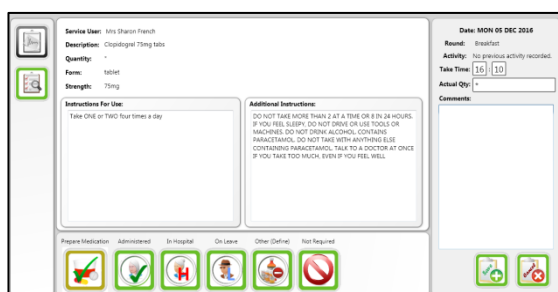 Service User: Mrs Sharon French
Description: Clopidogrel 75mg tabs
Quantity: *
Form: tablet
Strength: 75mg
Instructions For Use:
Take ONE or TWO four times a day
Additional Instructions:
DO NOT TAKE MORE THAN 2 AT A TIME OR 8 IN 24 HOURS.
IF YOU FEEL SLEEPY, DO NOT DRIVE OR USE TOOLS OR
MACHINES. DO NOT DRINK ALCOHOL. CONTAINS
PARACETAMOL. DO NOT TAKE WITH ANYTHING ELSE
CONTAINING PARACETAMOL. TALK TO A DOCTOR AT ONCE
IF YOU TAKE TOO MUCH, EVEN IF YOU FEEL WELL
Prepare Medication
Administered
In Hospital
On Leave
Other (Define)
Not Required
H
Date: MON 05 DEC 2016
Round: Breakfast
Activity: No previous activity recorded.
Take Time: 16 : 10
Actual Qty: *
Comments: